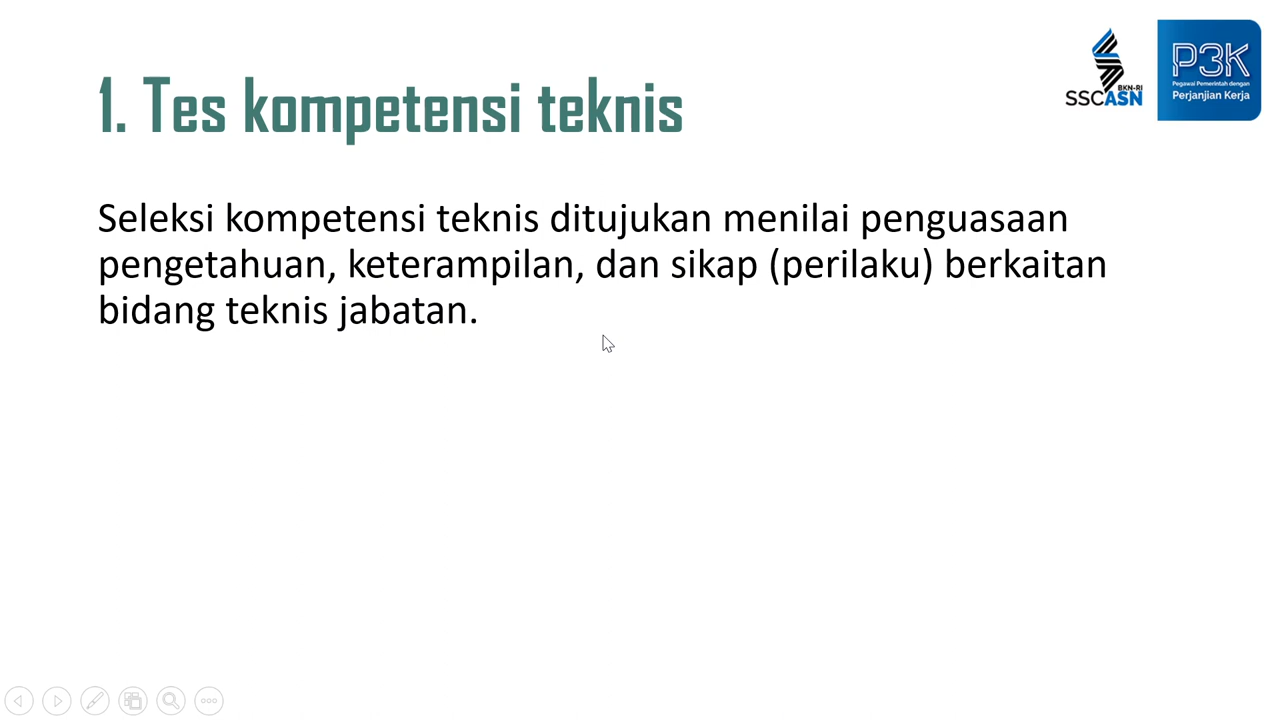 1. Tes kompetensi teknis
BKN-RI
SSCASN
P3K
Pegawai Pemerintah dengan
Perjanjian Kerja
Seleksi kompetensi teknis ditujukan menilai penguasaan
pengetahuan, keterampilan, dan sikap (perilaku) berkaitan
bidang teknis jabatan.